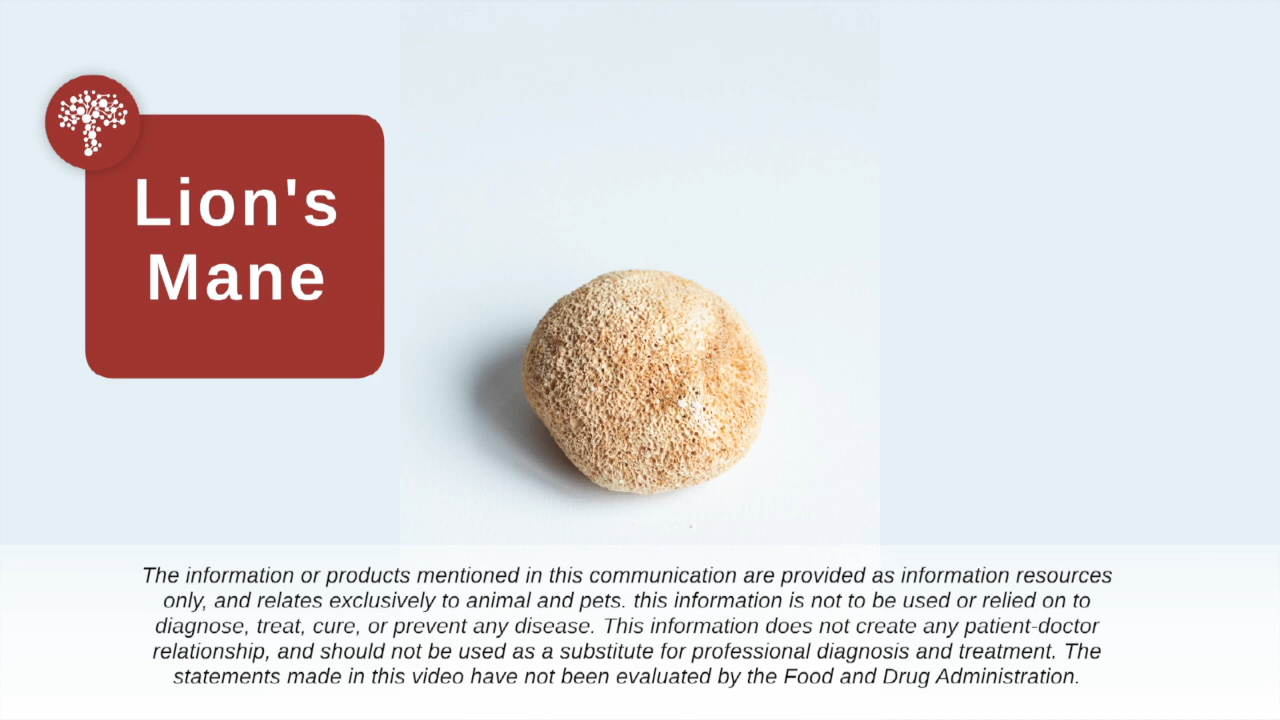 Lion's
Mane
The information or products mentioned in this communication are provided as information resources
only, and relates exclusively to animal and pets. this information is not to be used or relied on to
diagnose, treat, cure, or prevent any disease. This information does not create any patient-doctor
relationship, and should not be used as a substitute for professional diagnosis and treatment. The
statements made in this video have not been evaluated by the Food and Drug Administration.